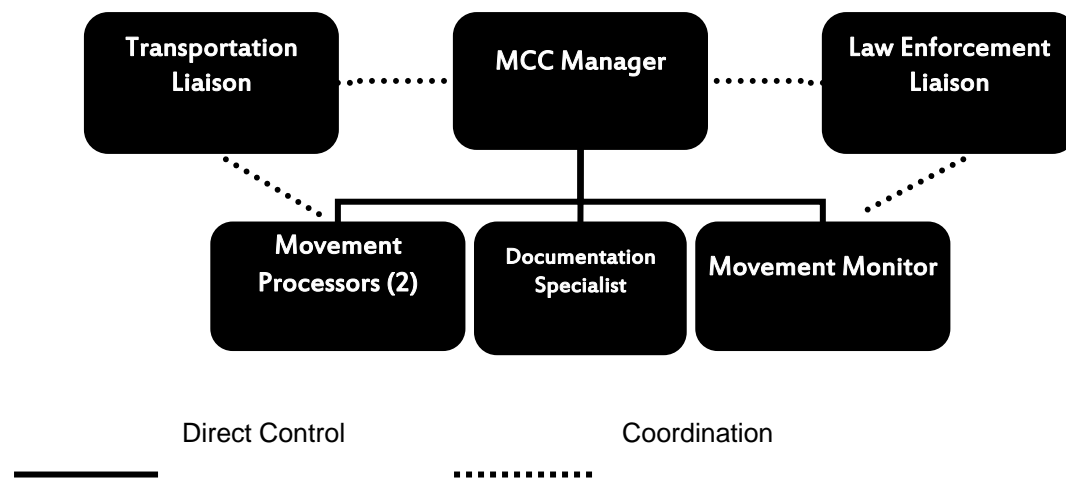 Transportation
Liaison
MCC Manager
Law Enforcement
Liaison
Movement
Processors (2)
Documentation
Specialist
Movement Monitor
Direct Control
Coordination